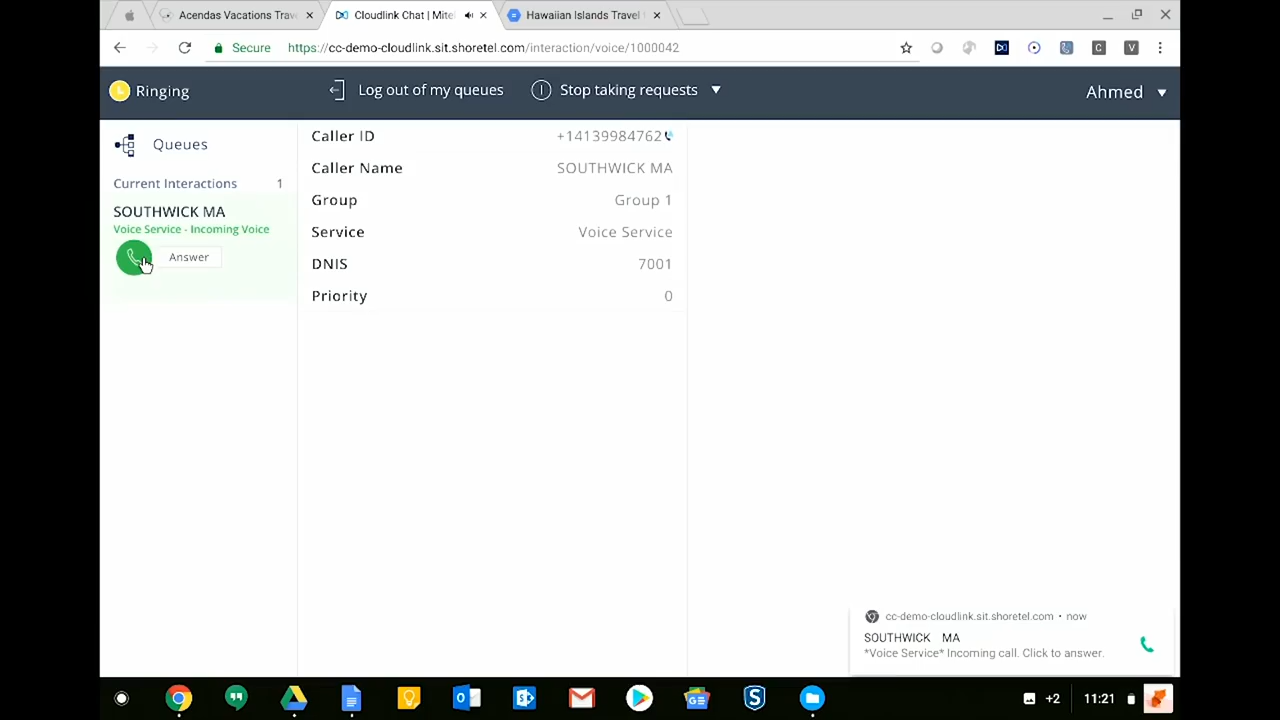 Acendas Vacations Trave
Cloudlink Chat | Mitel
Hawaiian Islands Travel
Secure
https://cc-demo-cloudlink.sit.shoretel.com/interaction/voice/1000042
C
V
Ringing
Log out of my queues
Stop taking requests
Ahmed
Queues
Current Interactions 1
SOUTHWICK MA
Voice Service - Incoming Voice
Answer
Caller ID +14139984762
Caller Name SOUTHWICK MA
Group Group 1
Service Voice Service
DNIS 7001
Priority 0
cc-demo-cloudlink.sit.shoretel.com • now
SOUTHWICK MA
*Voice Service* Incoming call. Click to answer.
+2
11:21